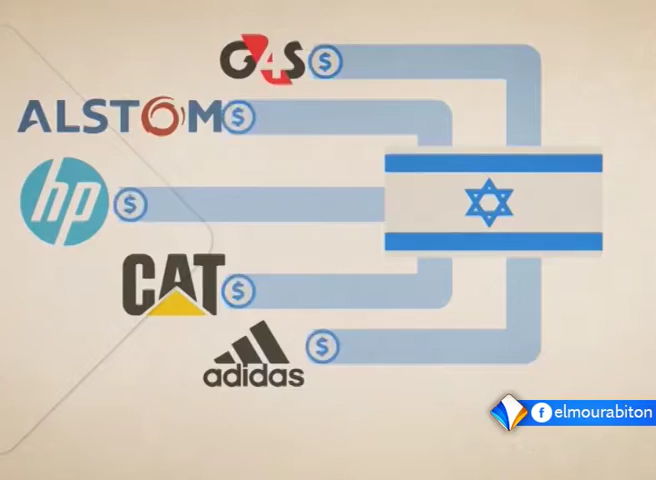 G4S
$
ALSTOM
$
hp
$
CAT
$
adidas
$
f elmourabiton